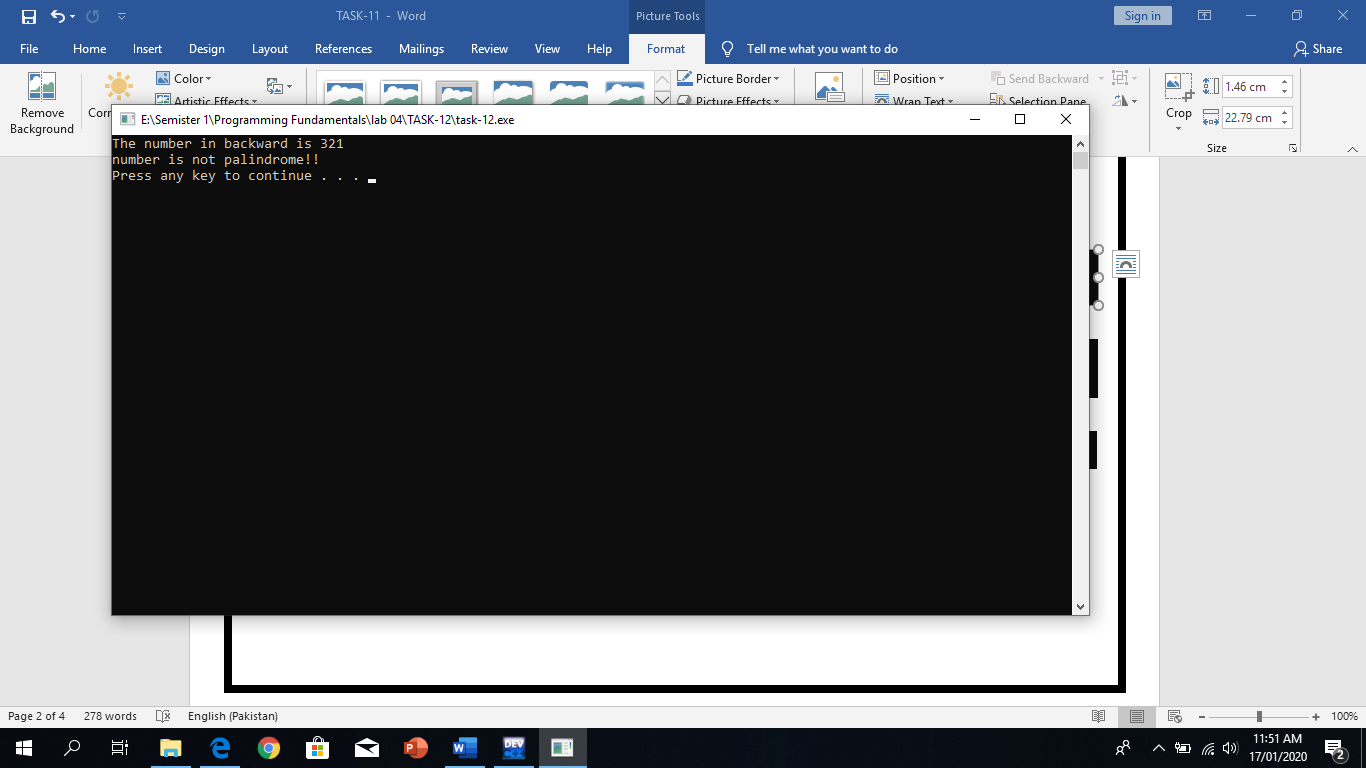 TASK-11 - Word
Picture Tools
Sign in
File Home Insert Design Layout References Mailings Review View Help Format Tell me what you want to do Share
Remove Background
Color
Artistic Effects
Picture Border
Picture Effects
Position
Wrap Text
Send Backward
Selection Pane
Crop
1.46 cm
22.79 cm
Size
E:\Semister 1\Programming Fundamentals\lab 04\TASK-12\task-12.exe
The number in backward is 321
number is not palindrome!!
Press any key to continue . . .
Page 2 of 4 278 words English (Pakistan) 100%
DEV
11:51 AM
17/01/2020
2